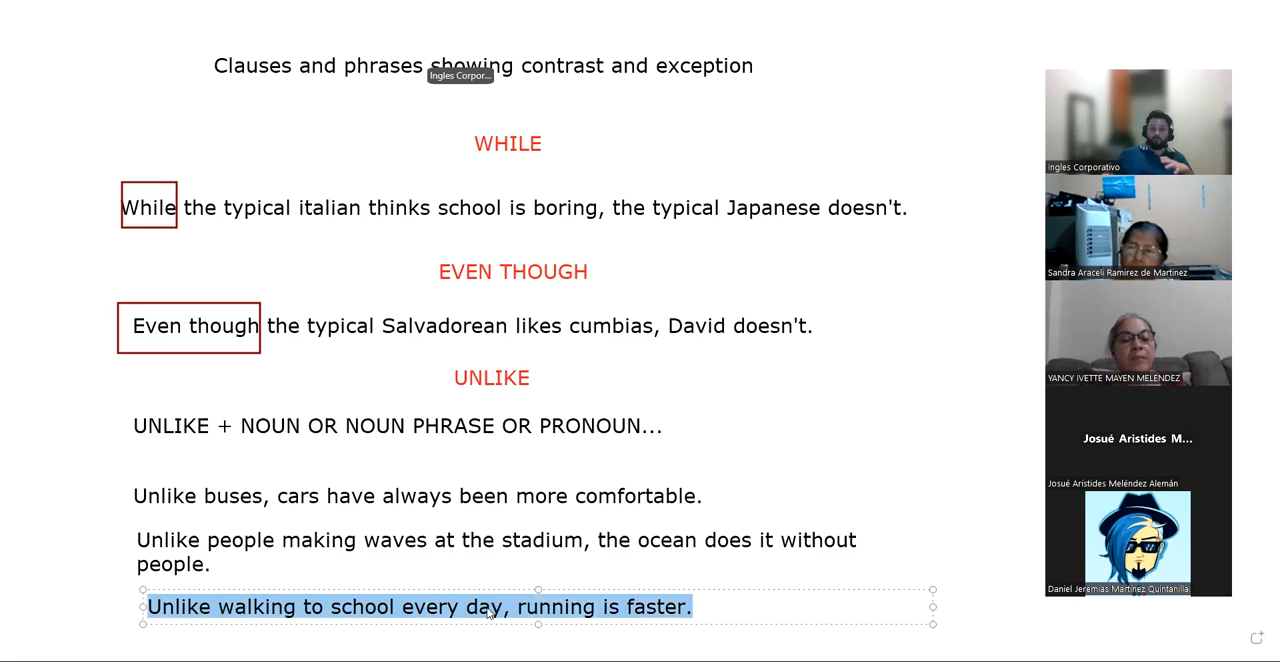 Clauses and phrases showing contrast and exception
Ingles Corpor...
WHILE
While the typical italian thinks school is boring, the typical Japanese doesn't.
EVEN THOUGH
Even though the typical Salvadorean likes cumbias, David doesn't.
UNLIKE
UNLIKE + NOUN OR NOUN PHRASE OR PRONOUN...
Unlike buses, cars have always been more comfortable.
Unlike people making waves at the stadium, the ocean does it without
people.
Unlike walking to school every day, running is faster.
Ingles Corporativo
Sandra Araceli Ramirez de Martinez
YANCY IVETTE MAYEN MELENDEZ
Josué Aristides M...
Josué Aristides Meléndez Alemán
Daniel Jeremías Martínez Quintanilla